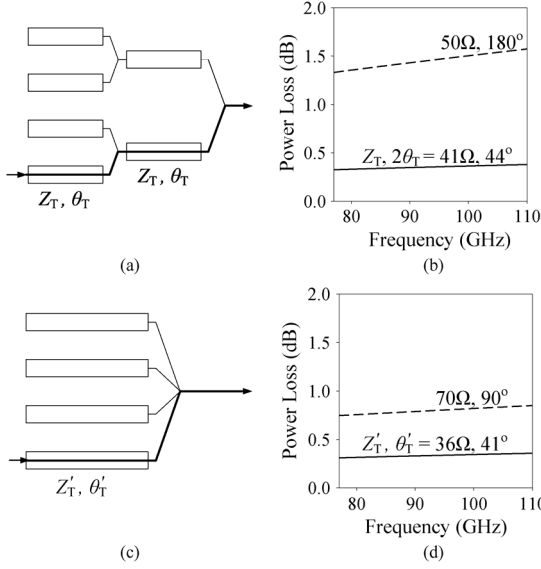 Z_T, θ_T
Z_T, θ_T
(a)
Power Loss (dB)
2.0
1.5
1.0
0.5
0.0
50Ω, 180°
Z_T, 2θ_T = 41Ω, 44°
80 90 100 110
Frequency (GHz)
(b)
Z'_T, θ'_T
(c)
Power Loss (dB)
2.0
1.5
1.0
0.5
0.0
70Ω, 90°
Z'_T, θ'_T = 36Ω, 41°
80 90 100 110
Frequency (GHz)
(d)